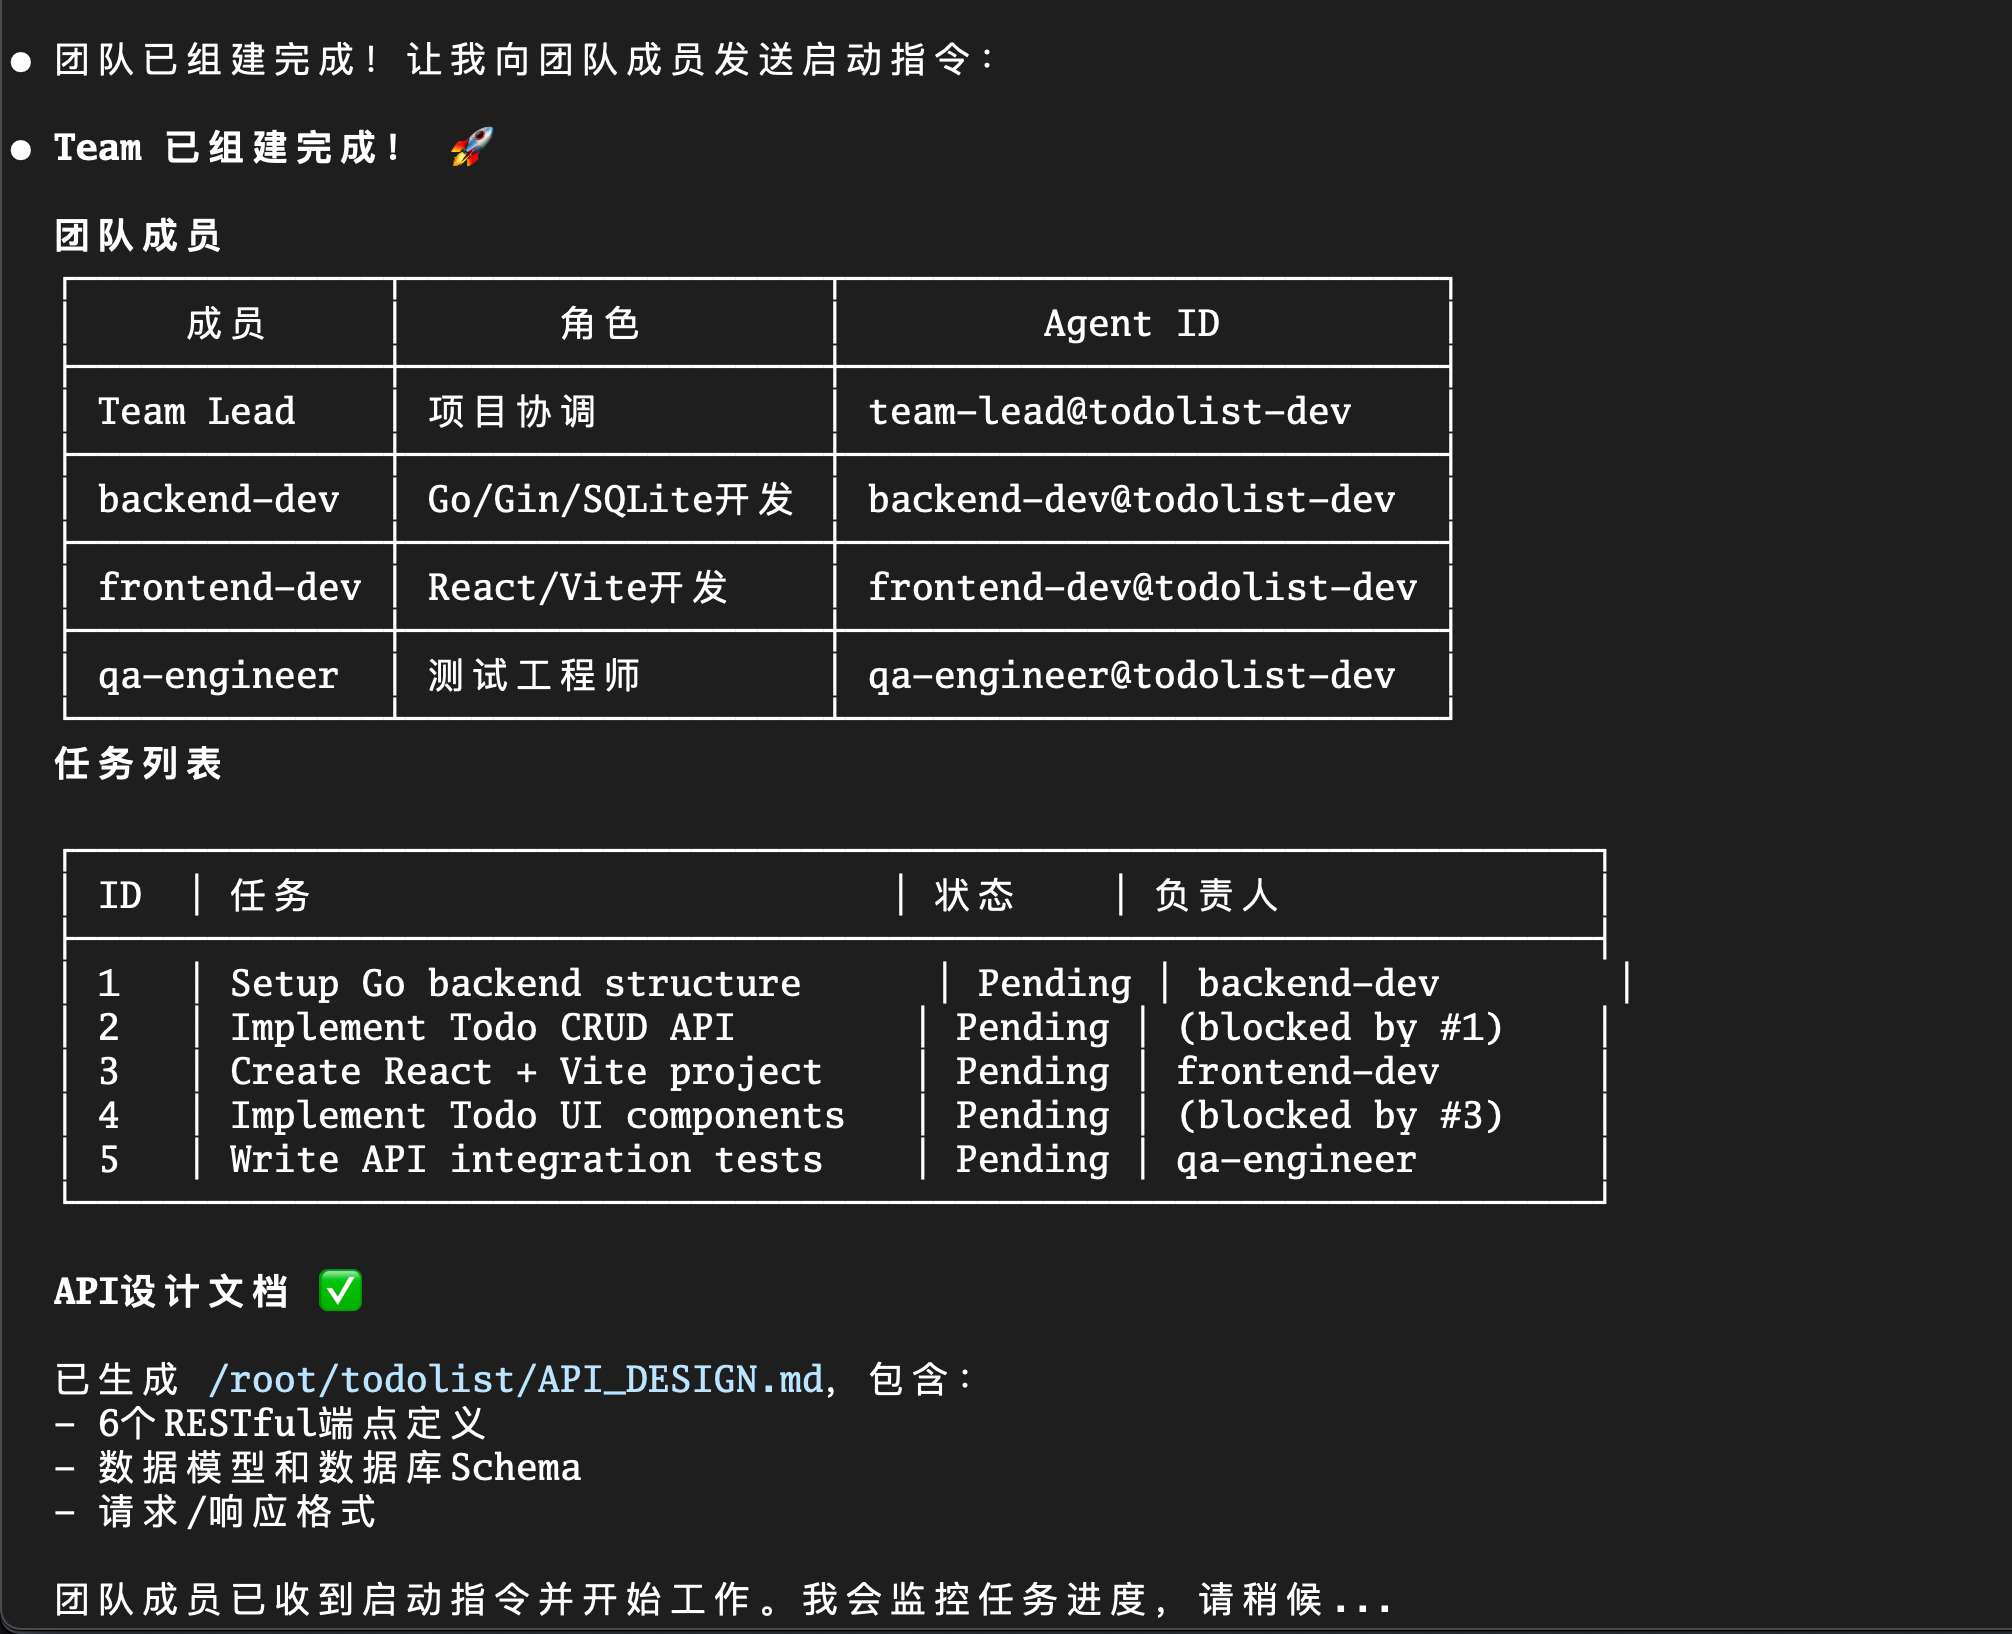 ● 团队已组建完成！让我向团队成员发送启动指令：
● Team 已组建完成！ 🚀
团队成员
成员 角色 Agent ID
Team Lead 项目协调 team-lead@todolist-dev
backend-dev Go/Gin/SQLite开发 backend-dev@todolist-dev
frontend-dev React/Vite开发 frontend-dev@todolist-dev
qa-engineer 测试工程师 qa-engineer@todolist-dev
任务列表
ID │ 任务 │ 状态 │ 负责人
1 │ Setup Go backend structure │ Pending │ backend-dev │
2 │ Implement Todo CRUD API │ Pending │ (blocked by #1) │
3 │ Create React + Vite project │ Pending │ frontend-dev │
4 │ Implement Todo UI components │ Pending │ (blocked by #3) │
5 │ Write API integration tests │ Pending │ qa-engineer │
API设计文档 ✅
已生成 /root/todolist/API_DESIGN.md，包含：
- 6个RESTful端点定义
- 数据模型和数据库Schema
- 请求/响应格式
团队成员已收到启动指令并开始工作。我会监控任务进度，请稍候...